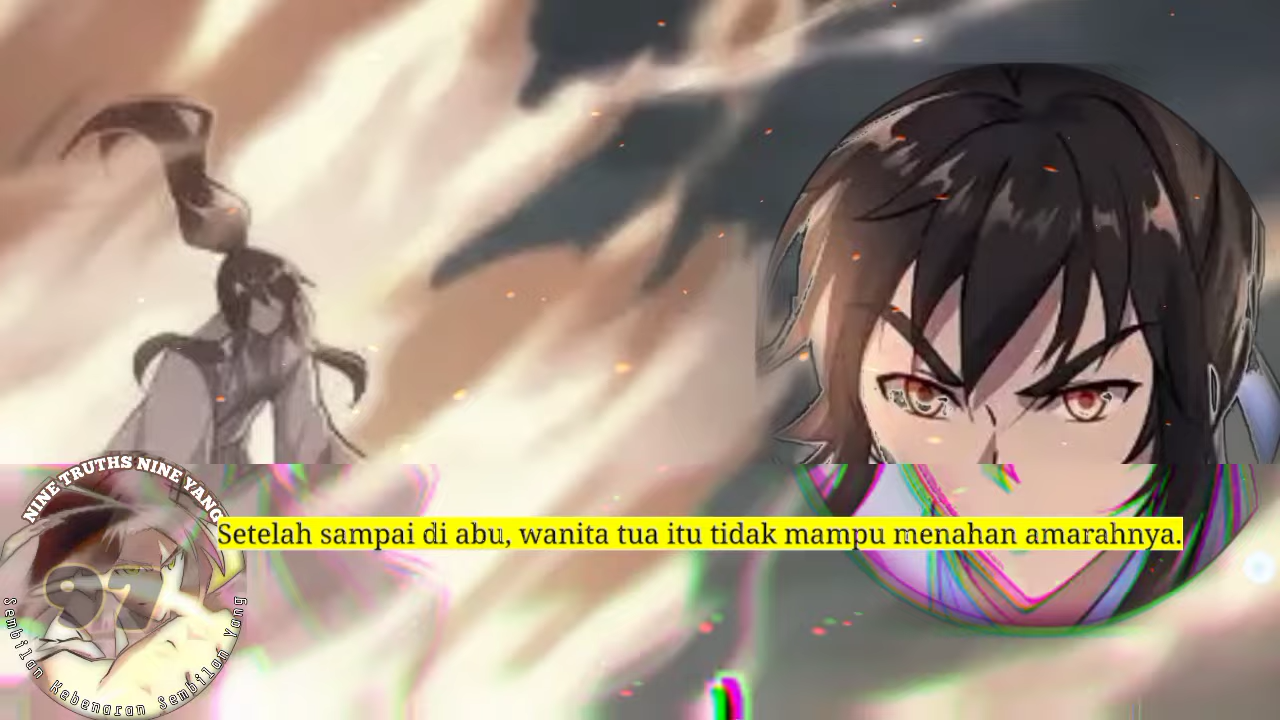 NINE TRUTHS NINE YANG
97
Setelah sampai di abu, wanita tua itu tidak mampu menahan amarahnya.
Sembilan Kebenaran Sembilan Yang